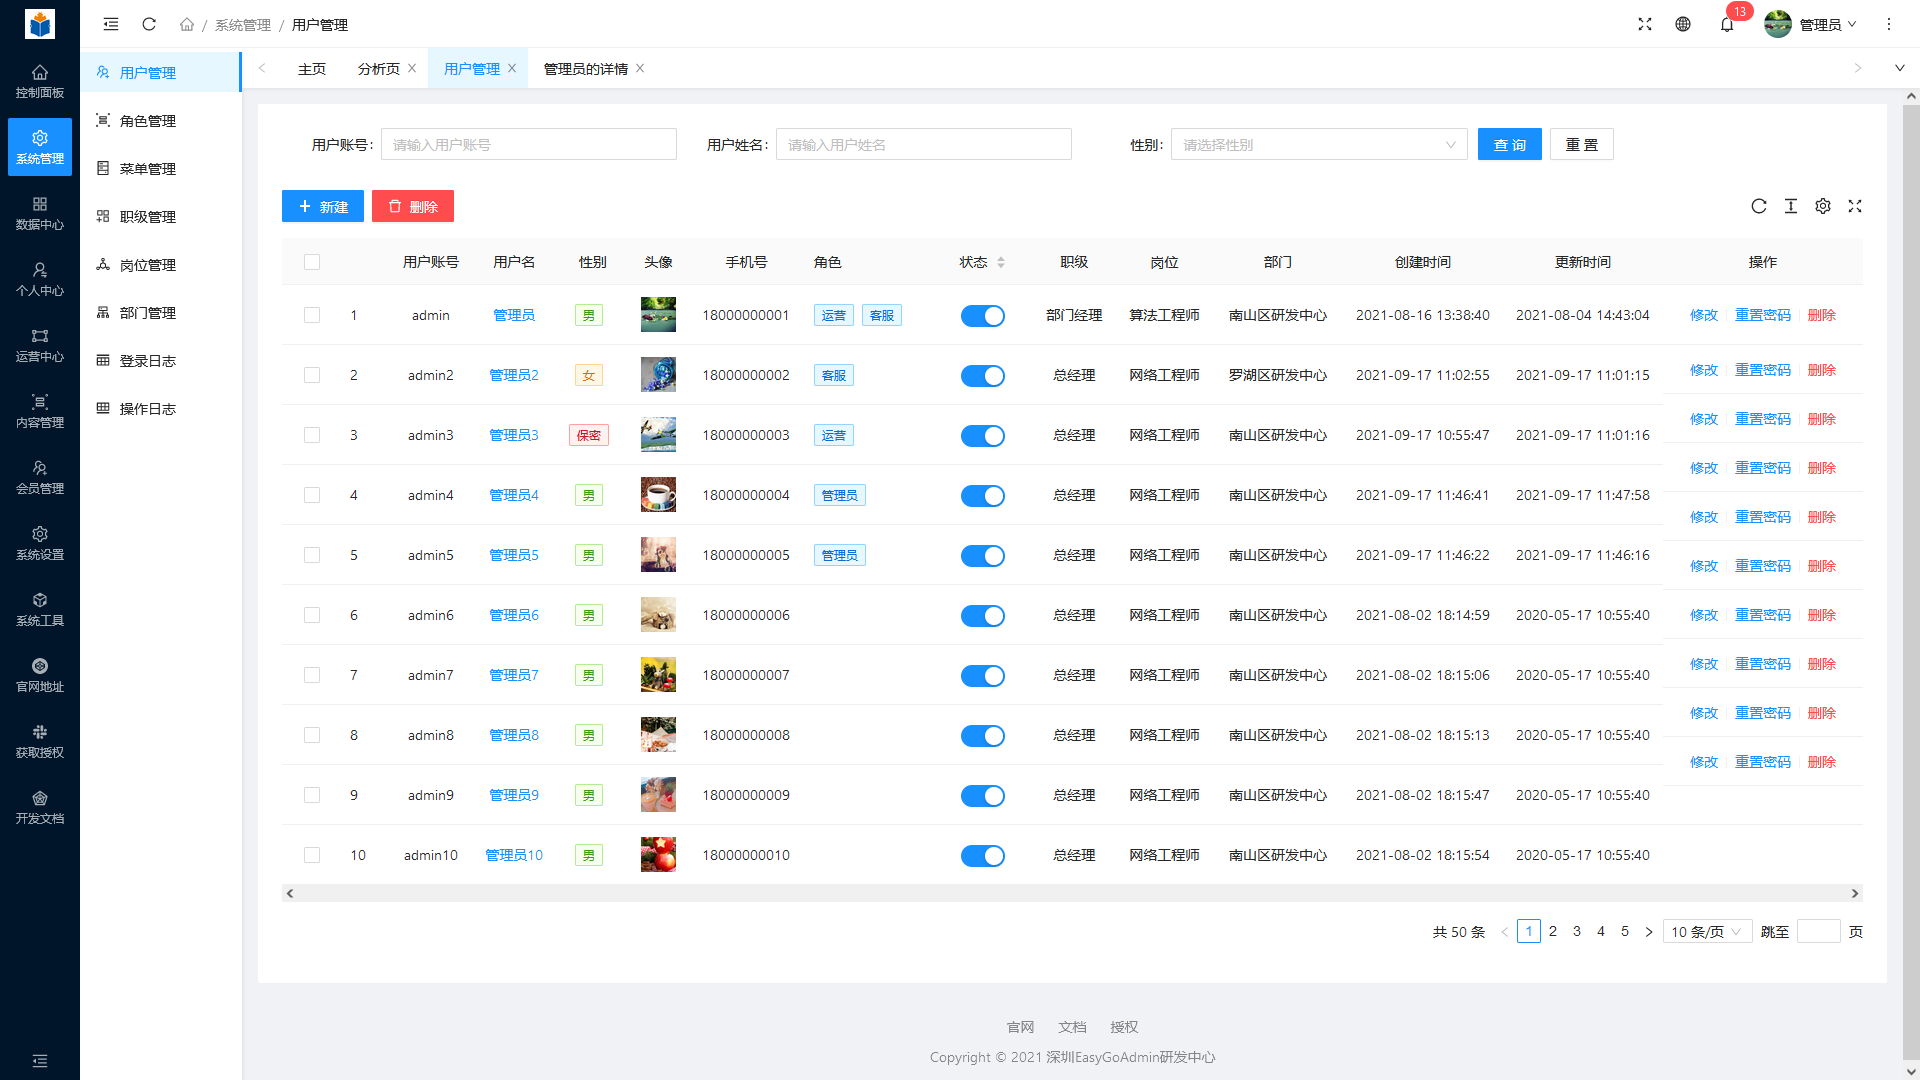 系统管理 / 用户管理
13
管理员
控制面板
系统管理
数据中心
个人中心
运营中心
内容管理
会员管理
系统设置
系统工具
官网地址
获取授权
开发文档
用户管理
角色管理
菜单管理
职级管理
岗位管理
部门管理
登录日志
操作日志
主页 分析页 用户管理 管理员的详情
用户账号: 请输入用户账号 用户姓名: 请输入用户姓名 性别: 请选择性别 查 询 重 置
新建 删除
用户账号 用户名 性别 头像 手机号 角色 状态 职级 岗位 部门 创建时间 更新时间 操作
1 admin 管理员 男 18000000001 运营 客服 部门经理 算法工程师 南山区研发中心 2021-08-16 13:38:40 2021-08-04 14:43:04 修改 重置密码 删除
2 admin2 管理员2 女 18000000002 客服 总经理 网络工程师 罗湖区研发中心 2021-09-17 11:02:55 2021-09-17 11:01:15 修改 重置密码 删除
3 admin3 管理员3 保密 18000000003 运营 总经理 网络工程师 南山区研发中心 2021-09-17 10:55:47 2021-09-17 11:01:16 修改 重置密码 删除
4 admin4 管理员4 男 18000000004 管理员 总经理 网络工程师 南山区研发中心 2021-09-17 11:46:41 2021-09-17 11:47:58 修改 重置密码 删除
5 admin5 管理员5 男 18000000005 管理员 总经理 网络工程师 南山区研发中心 2021-09-17 11:46:22 2021-09-17 11:46:16 修改 重置密码 删除
6 admin6 管理员6 男 18000000006 总经理 网络工程师 南山区研发中心 2021-08-02 18:14:59 2020-05-17 10:55:40 修改 重置密码 删除
7 admin7 管理员7 男 18000000007 总经理 网络工程师 南山区研发中心 2021-08-02 18:15:06 2020-05-17 10:55:40 修改 重置密码 删除
8 admin8 管理员8 男 18000000008 总经理 网络工程师 南山区研发中心 2021-08-02 18:15:13 2020-05-17 10:55:40 修改 重置密码 删除
9 admin9 管理员9 男 18000000009 总经理 网络工程师 南山区研发中心 2021-08-02 18:15:47 2020-05-17 10:55:40 修改 重置密码 删除
10 admin10 管理员10 男 18000000010 总经理 网络工程师 南山区研发中心 2021-08-02 18:15:54 2020-05-17 10:55:40 修改 重置密码 删除
共 50 条 1 2 3 4 5 10 条/页 跳至 页
官网 文档 授权
Copyright © 2021 深圳EasyGoAdmin研发中心